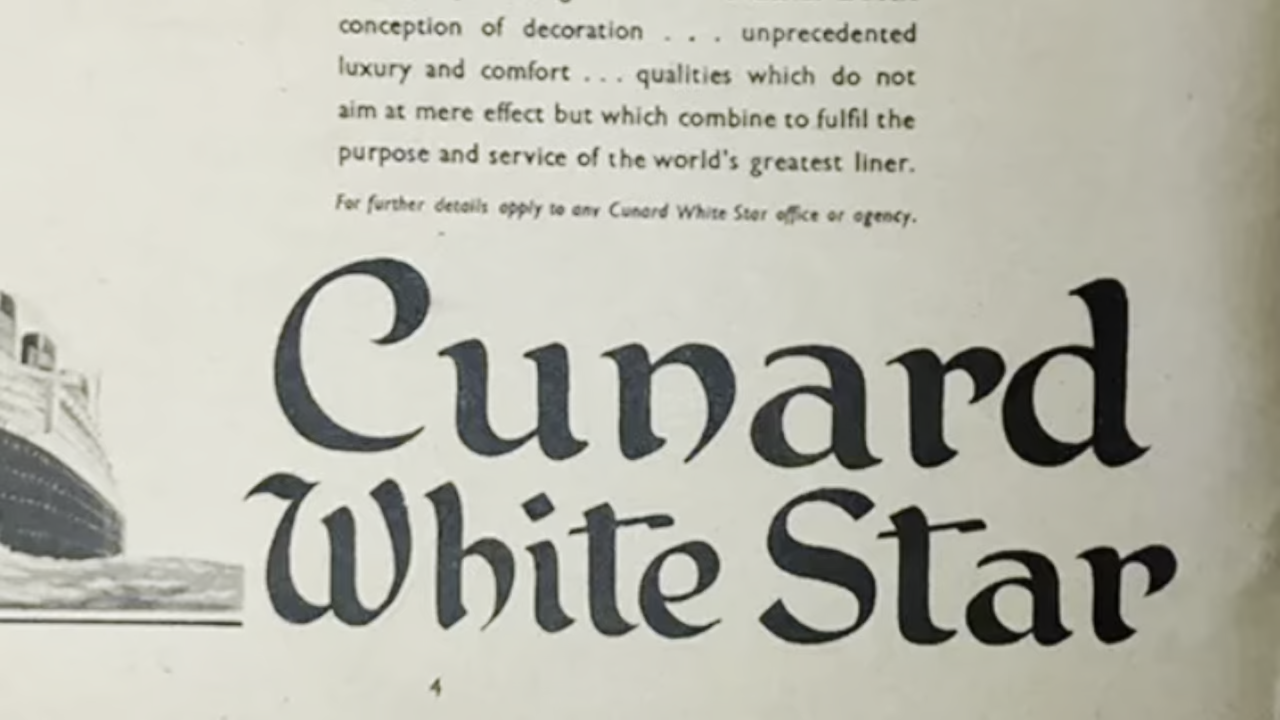 conception of decoration . . . unprecedented
luxury and comfort . . . qualities which do not
aim at mere effect but which combine to fulfil the
purpose and service of the world's greatest liner.
For further details apply to any Cunard White Star office or agency.
Cunard
White Star
4